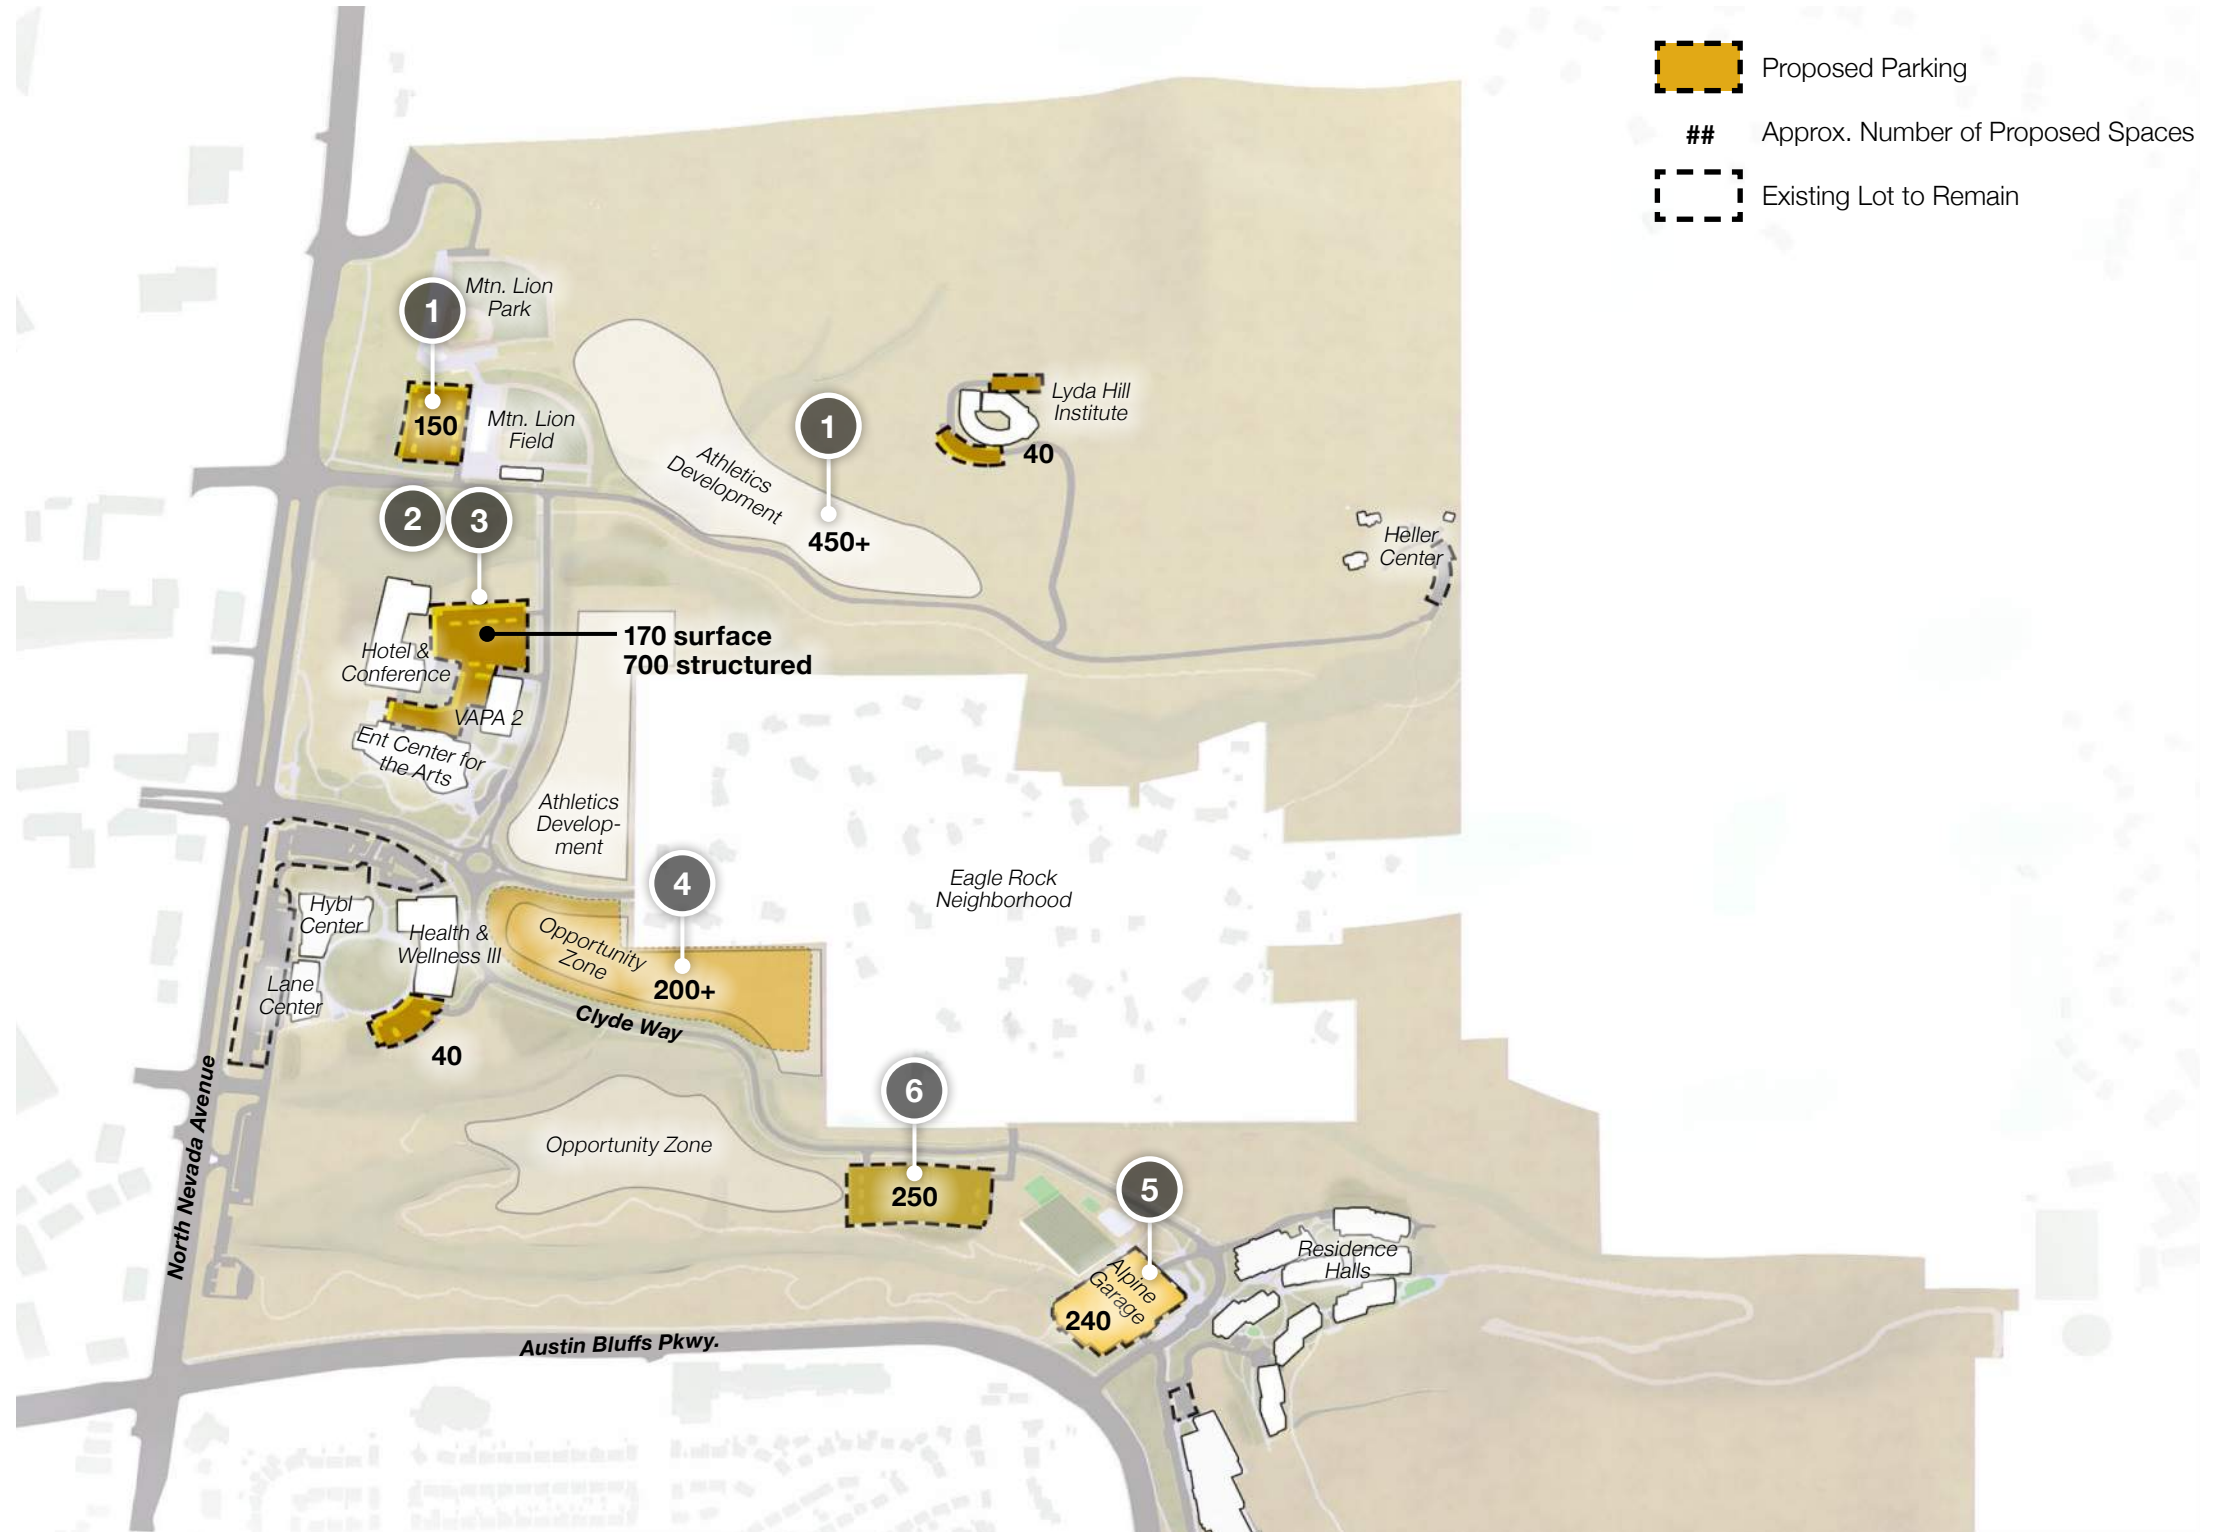 Proposed Parking
## Approx. Number of Proposed Spaces
Existing Lot to Remain
1
Mtn. Lion
Park
150
Mtn. Lion
Field
1
Athletics
Development
450+
Lyda Hill
Institute
40
Heller
Center
2
3
170 surface
700 structured
Hotel &
Conference
VAPA 2
Ent Center for
the Arts
Athletics
Develop-
ment
4
Eagle Rock
Neighborhood
Hybl
Center
Health &
Wellness III
Opportunity
Zone
200+
Lane
Center
Clyde Way
40
North Nevada Avenue
6
Opportunity Zone
250
5
Residence
Halls
Alpine
Garage
240
Austin Bluffs Pkwy.